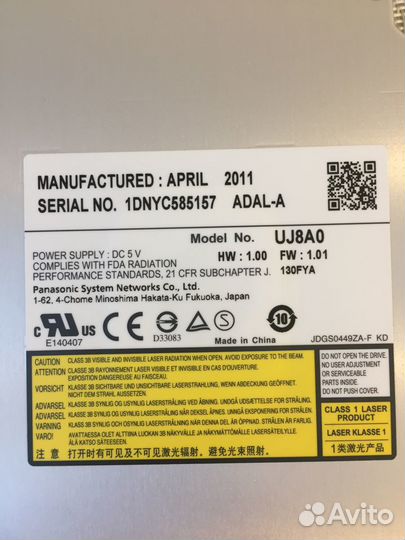 MANUFACTURED : APRIL 2011
SERIAL NO. 1DNYC585157 ADAL-A
Model No. UJ8A0
POWER SUPPLY : DC 5 V HW : 1.00 FW : 1.01
COMPLIES WITH FDA RADIATION
PERFORMANCE STANDARDS, 21 CFR SUBCHAPTER J. 130FYA
Panasonic System Networks Co., Ltd.
1-62, 4-Chome Minoshima Hakata-Ku Fukuoka, Japan
E140407
D33083
10
Made in China
JDGS0449ZA-F KD
CAUTION CLASS 3B VISIBLE AND INVISIBLE LASER RADIATION WHEN OPEN. AVOID EXPOSURE TO THE BEAM.
ATTENTION RAYONNEMENT LASER VISIBLE ET INVISIBLE DE CLASSE 3B EN CAS D'OUVERTURE.
EXPOSITION DANGEREUSE AU FAISCEAU.
VORSICHT KLASSE 3B SICHTBARE UND UNSICHTBARE LASERSTRAHLUNG, WENN ABDECKUNG GEÖFFNET
NICHT DEM STRAHL AUSSETZEN.
ADVARSEL KLASSE 3B SYNLIG OG USYNLIG LASERSTRÅLING VED ÅBNING. UNDGÅ UDSÆTTELSE FOR STRÅLING.
ADVARSEL KLASSE 3B SYNLIG OG USYNLIG LASERSTRÅLING NÅR DEKSEL ÅPNES. UNNGÅ EKSPONERING FOR STRÅLEN.
VARNING KLASS 3B SYNLIG OCH OSYNLIG LASERSTRÅLNING NÄR DENNA DEL ÄR ÖPPNAD. BETRAKTA EJ STRÅLEN.
VARO! AVATTAESSA OLET ALTTIINA LUOKAN 3B NÄKYVÄÄ JA NÄKYMÄTÖNTÄ LASERSÄTEILYLLE.
ÄLÄ KATSO SÄTEESEEN.
注意 打开时有可见及不可见激光辐射。避免光束照射。
DO NOT OPEN THE DRIVE.
NO USER ADJUSTMENT
OR SERVICEABLE PARTS.
DO NOT PUSH COVER.
CLASS 1 LASER
PRODUCT
LASER KLASSE 1
1类激光产品
Avito